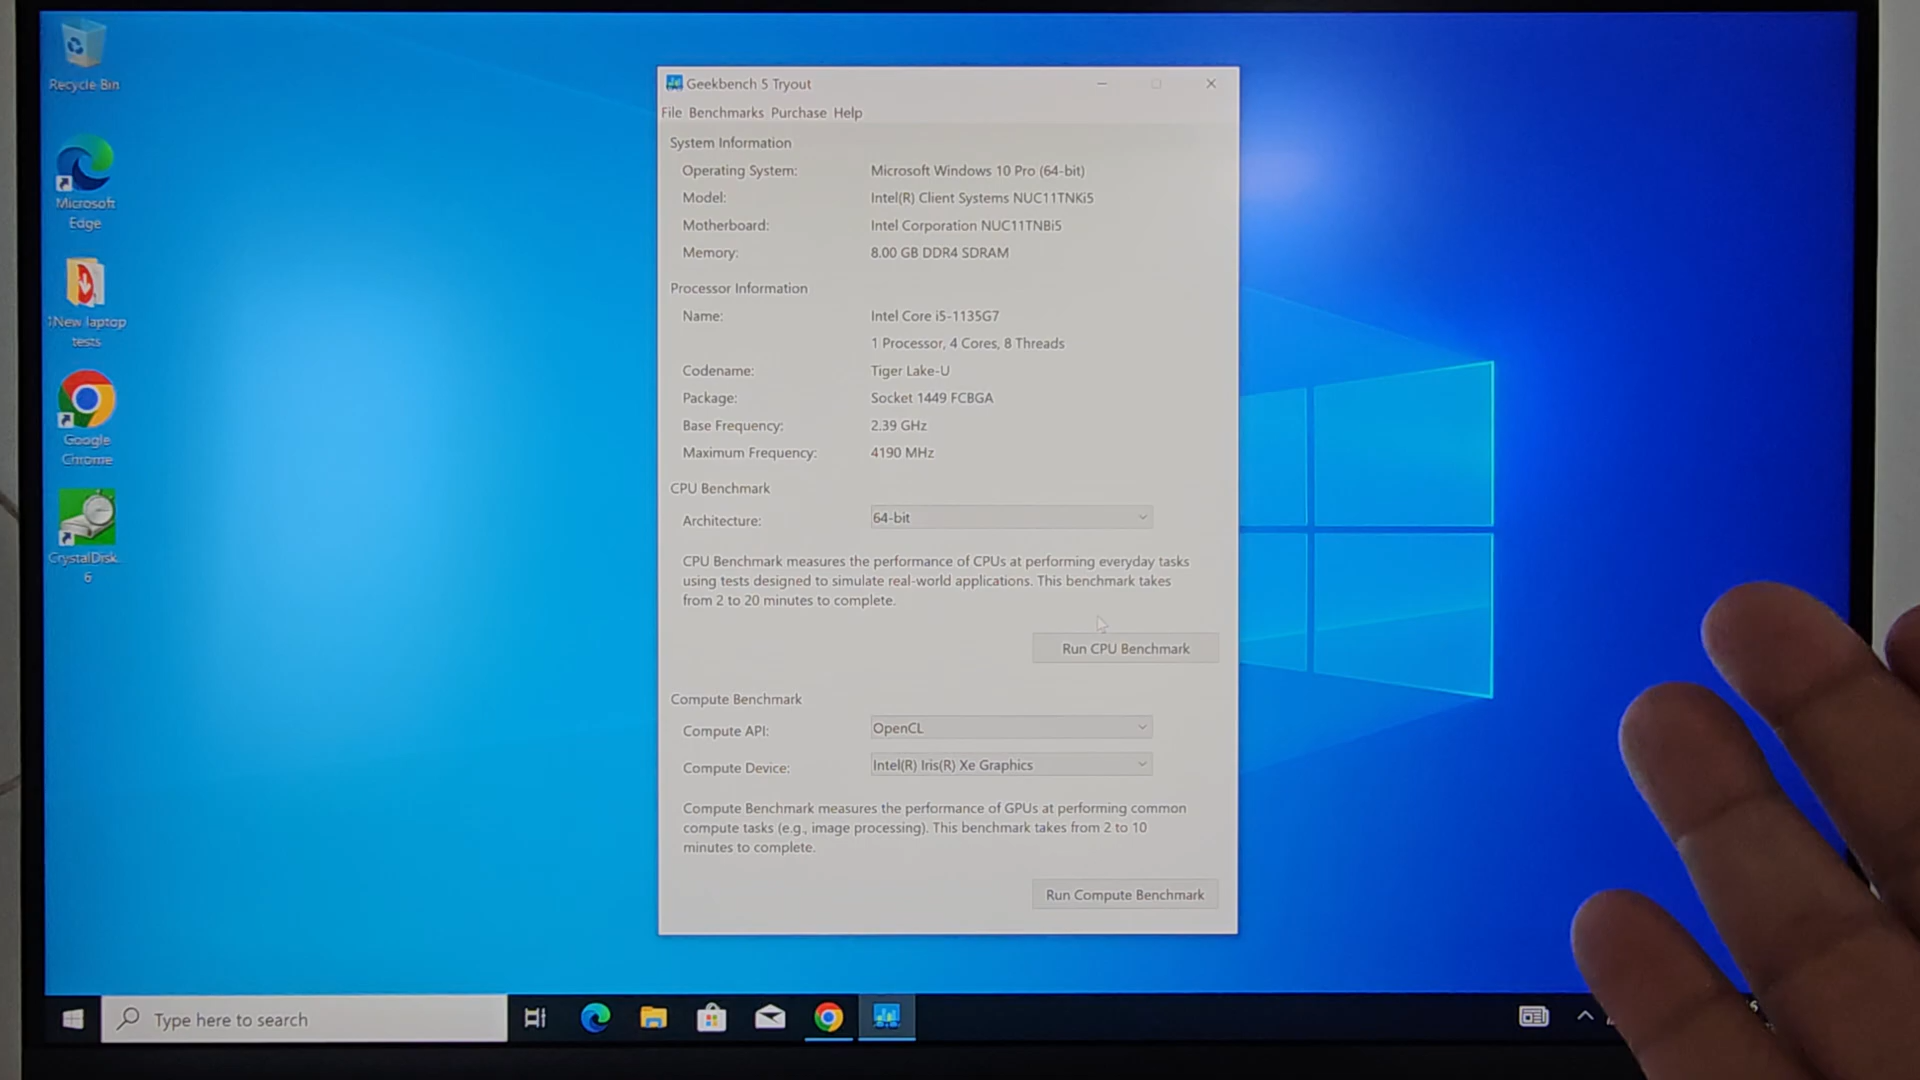 Recycle Bin
Microsoft
Edge
1New laptop
tests
Google
Chrome
CrystalDisk...
6
Geekbench 5 Tryout
File Benchmarks Purchase Help
System Information
Operating System: Microsoft Windows 10 Pro (64-bit)
Model: Intel(R) Client Systems NUC11TNKi5
Motherboard: Intel Corporation NUC11TNBi5
Memory: 8.00 GB DDR4 SDRAM
Processor Information
Name: Intel Core i5-1135G7
1 Processor, 4 Cores, 8 Threads
Codename: Tiger Lake-U
Package: Socket 1449 FCBGA
Base Frequency: 2.39 GHz
Maximum Frequency: 4190 MHz
CPU Benchmark
Architecture: 64-bit
CPU Benchmark measures the performance of CPUs at performing everyday tasks
using tests designed to simulate real-world applications. This benchmark takes
from 2 to 20 minutes to complete.
Run CPU Benchmark
Compute Benchmark
Compute API: OpenCL
Compute Device: Intel(R) Iris(R) Xe Graphics
Compute Benchmark measures the performance of GPUs at performing common
compute tasks (e.g., image processing). This benchmark takes from 2 to 10
minutes to complete.
Run Compute Benchmark
Type here to search